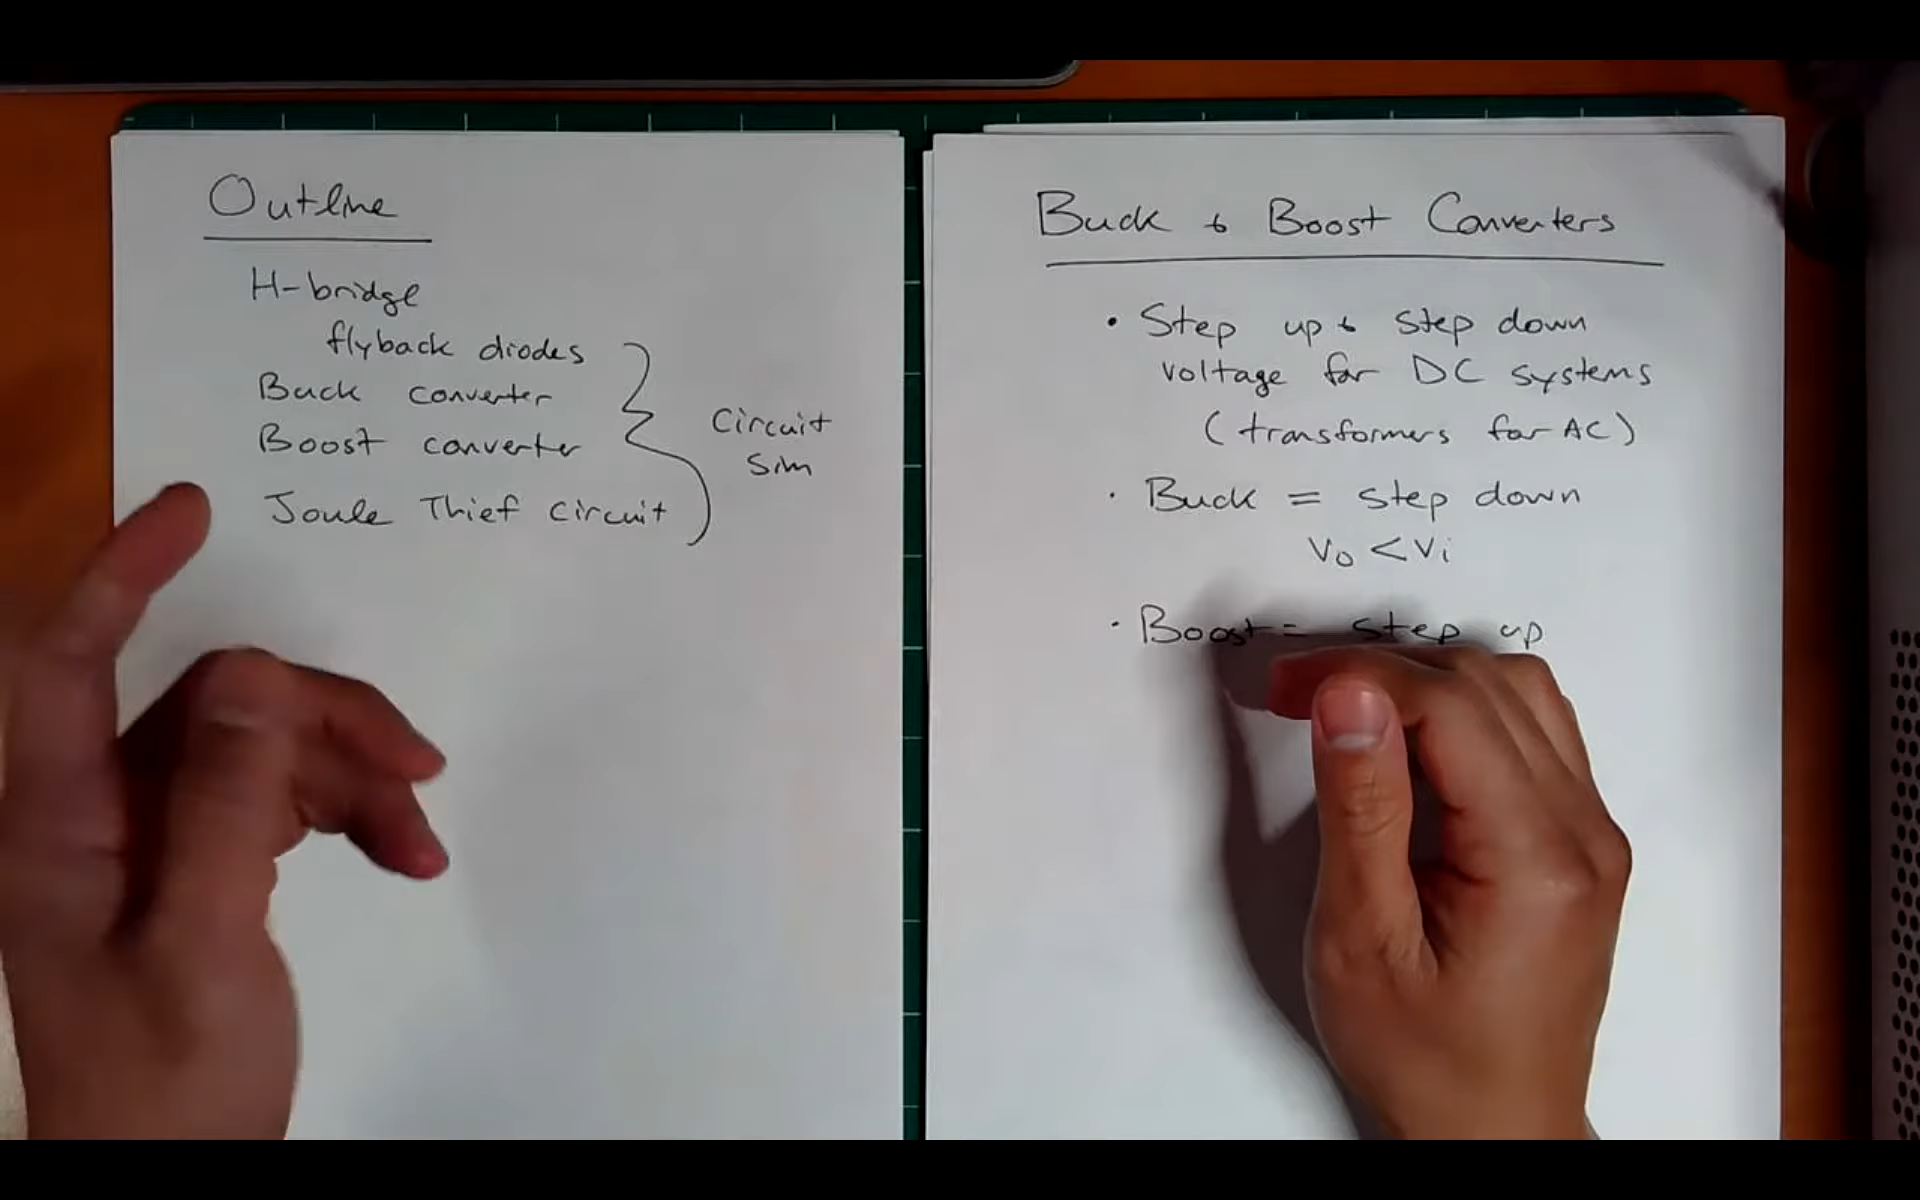 Outline
H-bridge
flyback diodes
Buck converter
Boost converter
Joule Thief circuit
Circuit
Sim
Buck & Boost Converters
• Step up & step down
voltage for DC systems
(transformers for AC)
• Buck = step down
Vo < Vi
• Boost = step up